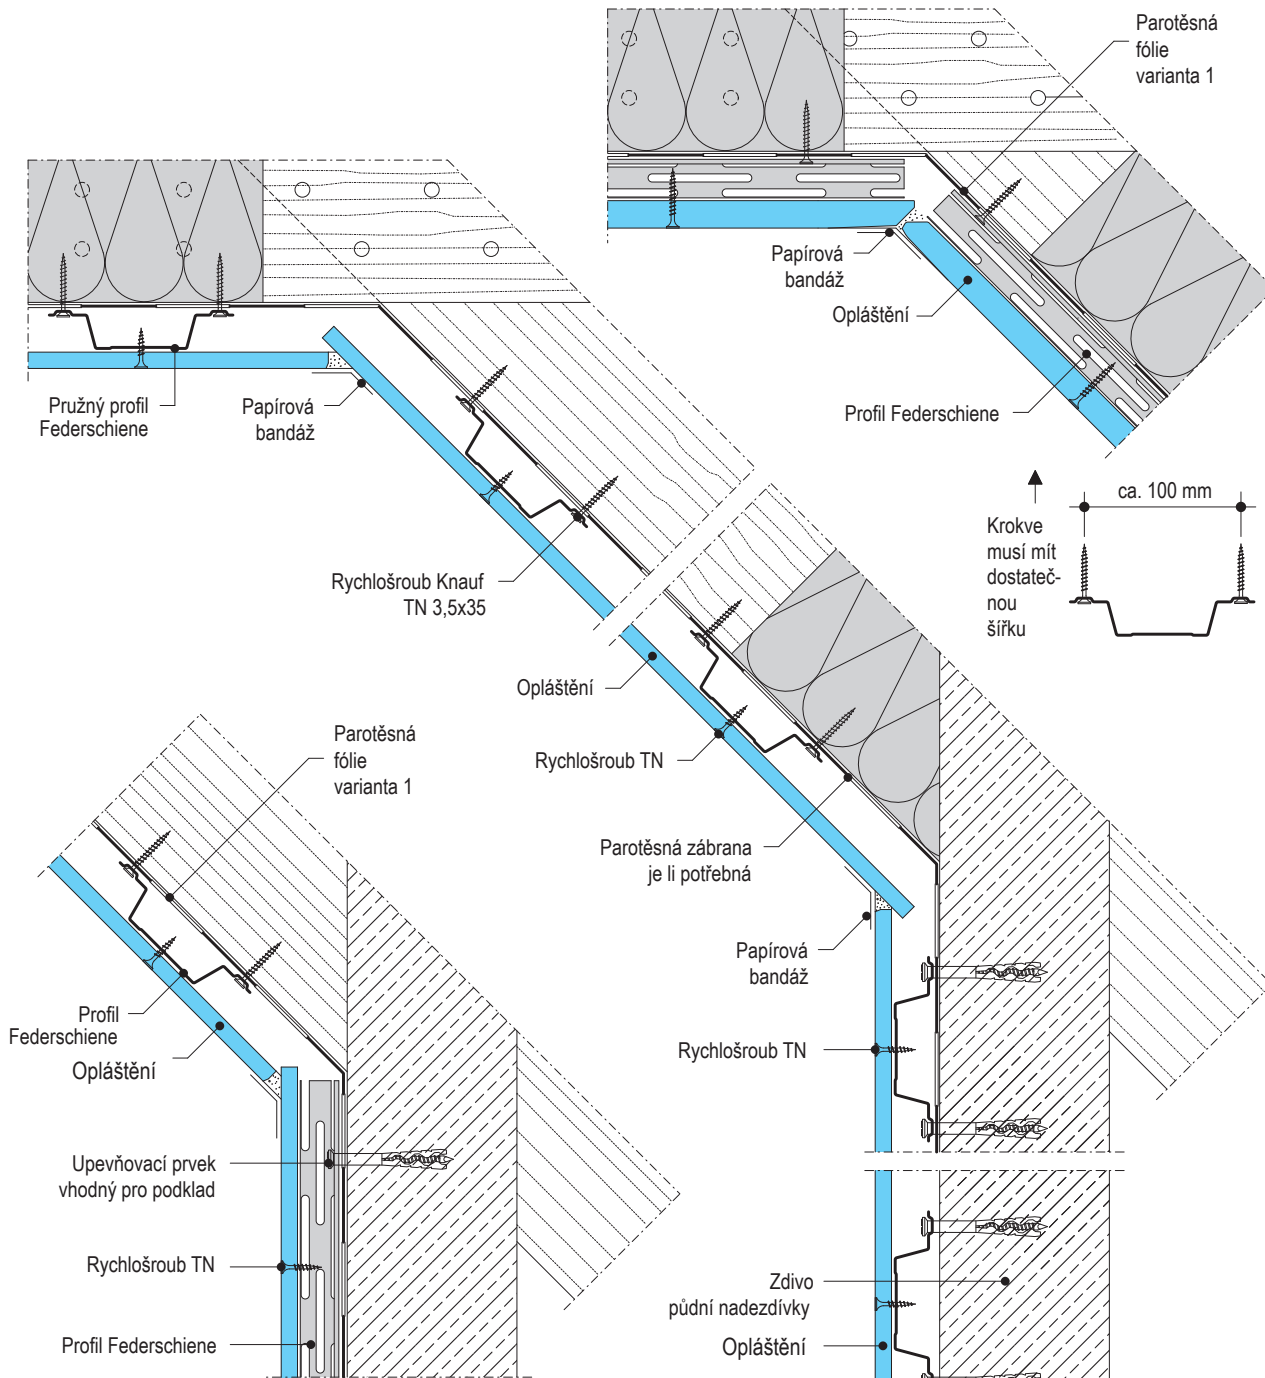 Parotěsná
fólie
varianta 1
Papírová
bandáž
Opláštění
Profil Federschiene
Pružný profil
Federschiene
Papírová
bandáž
ca. 100 mm
Krokve
musí mít
dostateč-
nou
šířku
Rychlošroub Knauf
TN 3,5x35
Opláštění
Rychlošroub TN
Parotěsná
fólie
varianta 1
Parotěsná zábrana
je li potřebná
Papírová
bandáž
Profil
Federschiene
Opláštění
Rychlošroub TN
Upevňovací prvek
vhodný pro podklad
Rychlošroub TN
Zdivo
půdní nadezdívky
Profil Federschiene
Opláštění